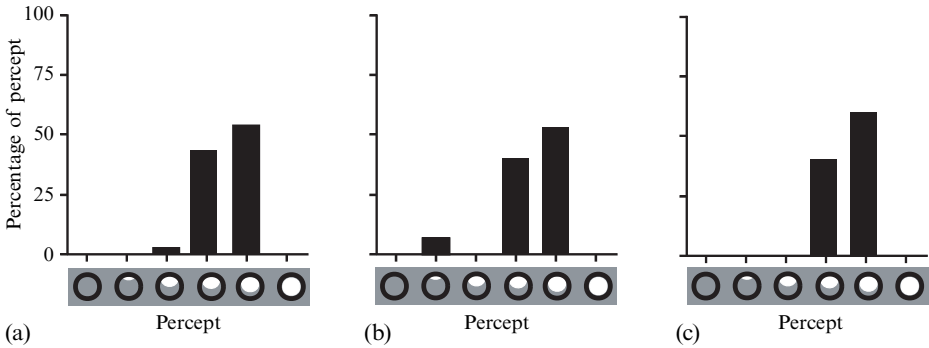 100
75
50
25
0
Percentage of percept
(a)
Percept
(b)
Percept
(c)
Percept